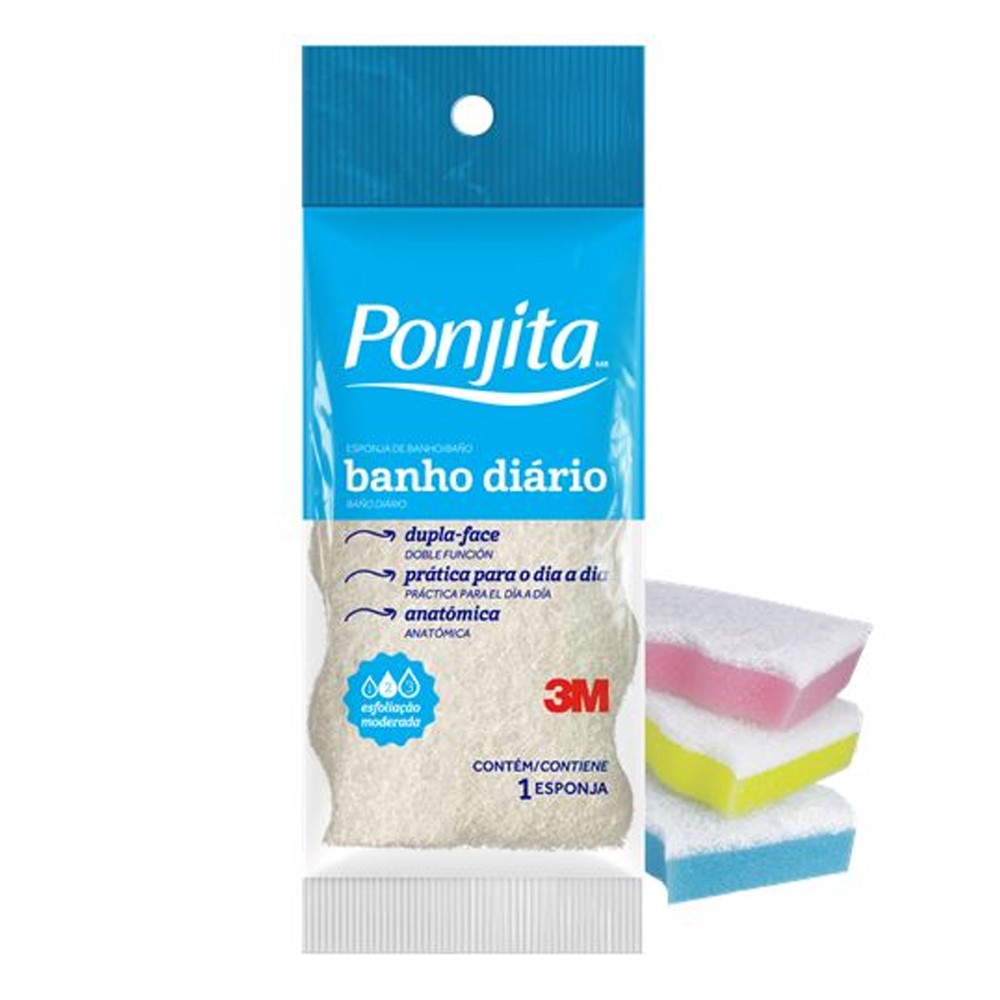 Ponjita
MR
ESPONJA DE BANHO/BAÑO
banho diário
BAÑO DIÁRIO
dupla-face
DOBLE FUNCIÓN
prática para o dia a dia
PRÁCTICA PARA EL DÍA A DÍA
anatômica
ANATÓMICA
1 2 3
esfoliação
moderada
3M
CONTÉM/CONTIENE
1 ESPONJA